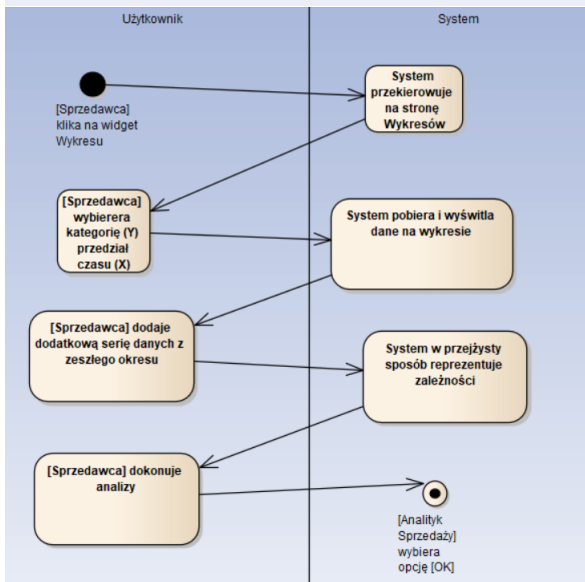 Użytkownik
System
[Sprzedawca]
klika na widget
Wykresu
System
przekierowuje
na stronę
Wykresów
[Sprzedawca]
wybierera
kategorię (Y)
przedział
czasu (X)
System pobiera i wyświtla
dane na wykresie
[Sprzedawca] dodaje
dodatkową serię danych z
zeszłego okresu
System w przejżysty
sposób reprezentuje
zależności
[Sprzedawca] dokonuje
analizy
[Analityk
Sprzedaży]
wybiera
opcję [OK]